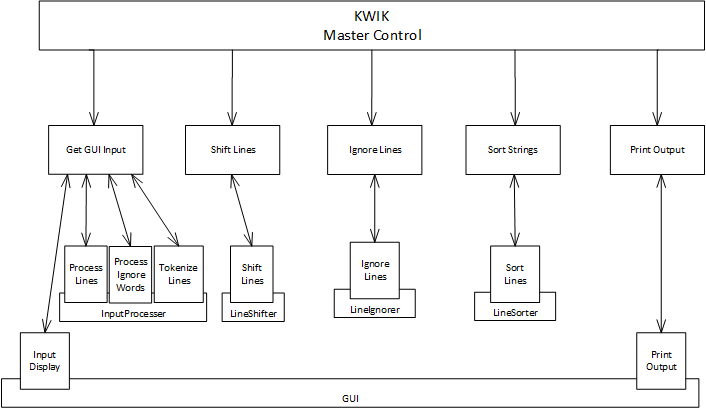 KWIK
Master Control
Get GUI Input
Shift Lines
Ignore Lines
Sort Strings
Print Output
Process
Lines
Process
Ignore
Words
Tokenize
Lines
InputProcesser
Shift
Lines
LineShifter
Ignore
Lines
LineIgnorer
Sort
Lines
LineSorter
Input
Display
Print
Output
GUI